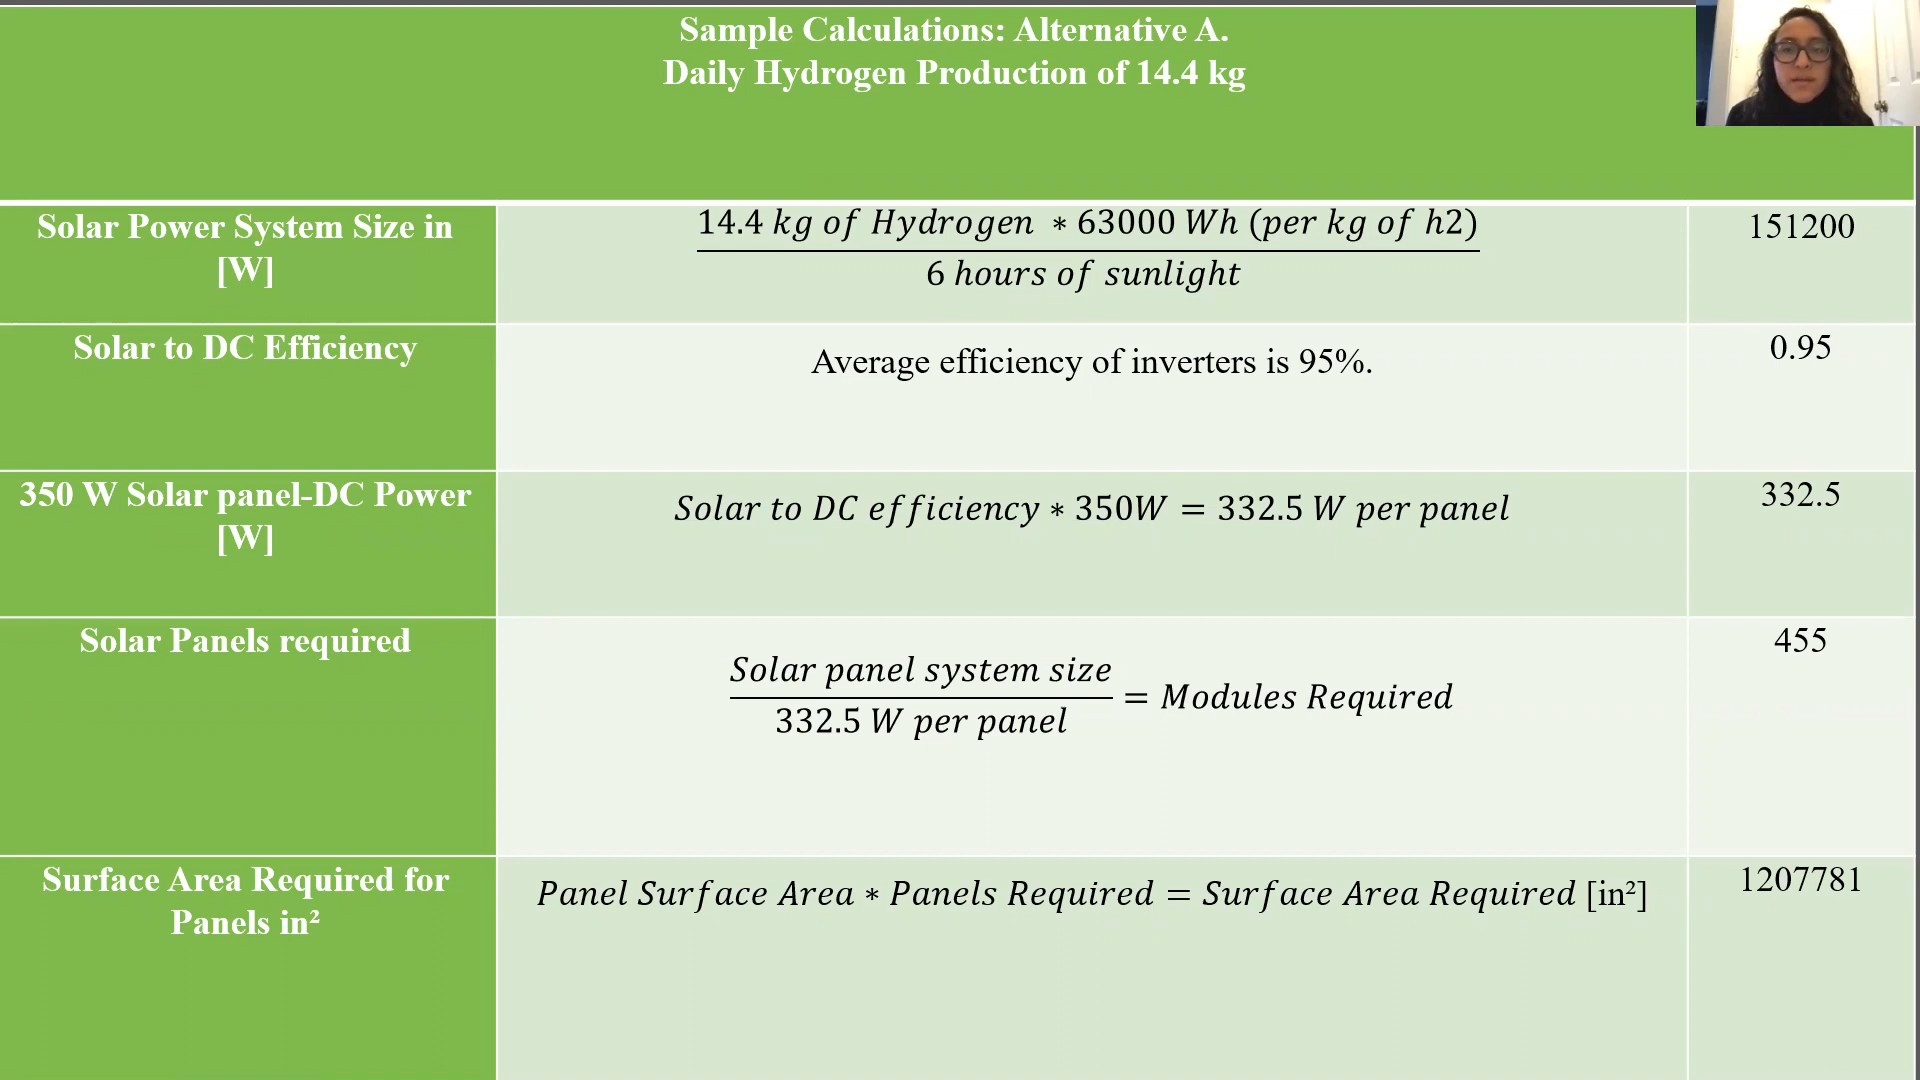 Sample Calculations: Alternative A.
Daily Hydrogen Production of 14.4 kg
Solar Power System Size in
[W]
14.4 kg of Hydrogen * 63000 Wh (per kg of h2)
6 hours of sunlight
151200
Solar to DC Efficiency
Average efficiency of inverters is 95%.
0.95
350 W Solar panel-DC Power
[W]
Solar to DC efficiency * 350W = 332.5 W per panel
332.5
Solar Panels required
Solar panel system size
332.5 W per panel
= Modules Required
455
Surface Area Required for
Panels in²
Panel Surface Area * Panels Required = Surface Area Required [in²]
1207781